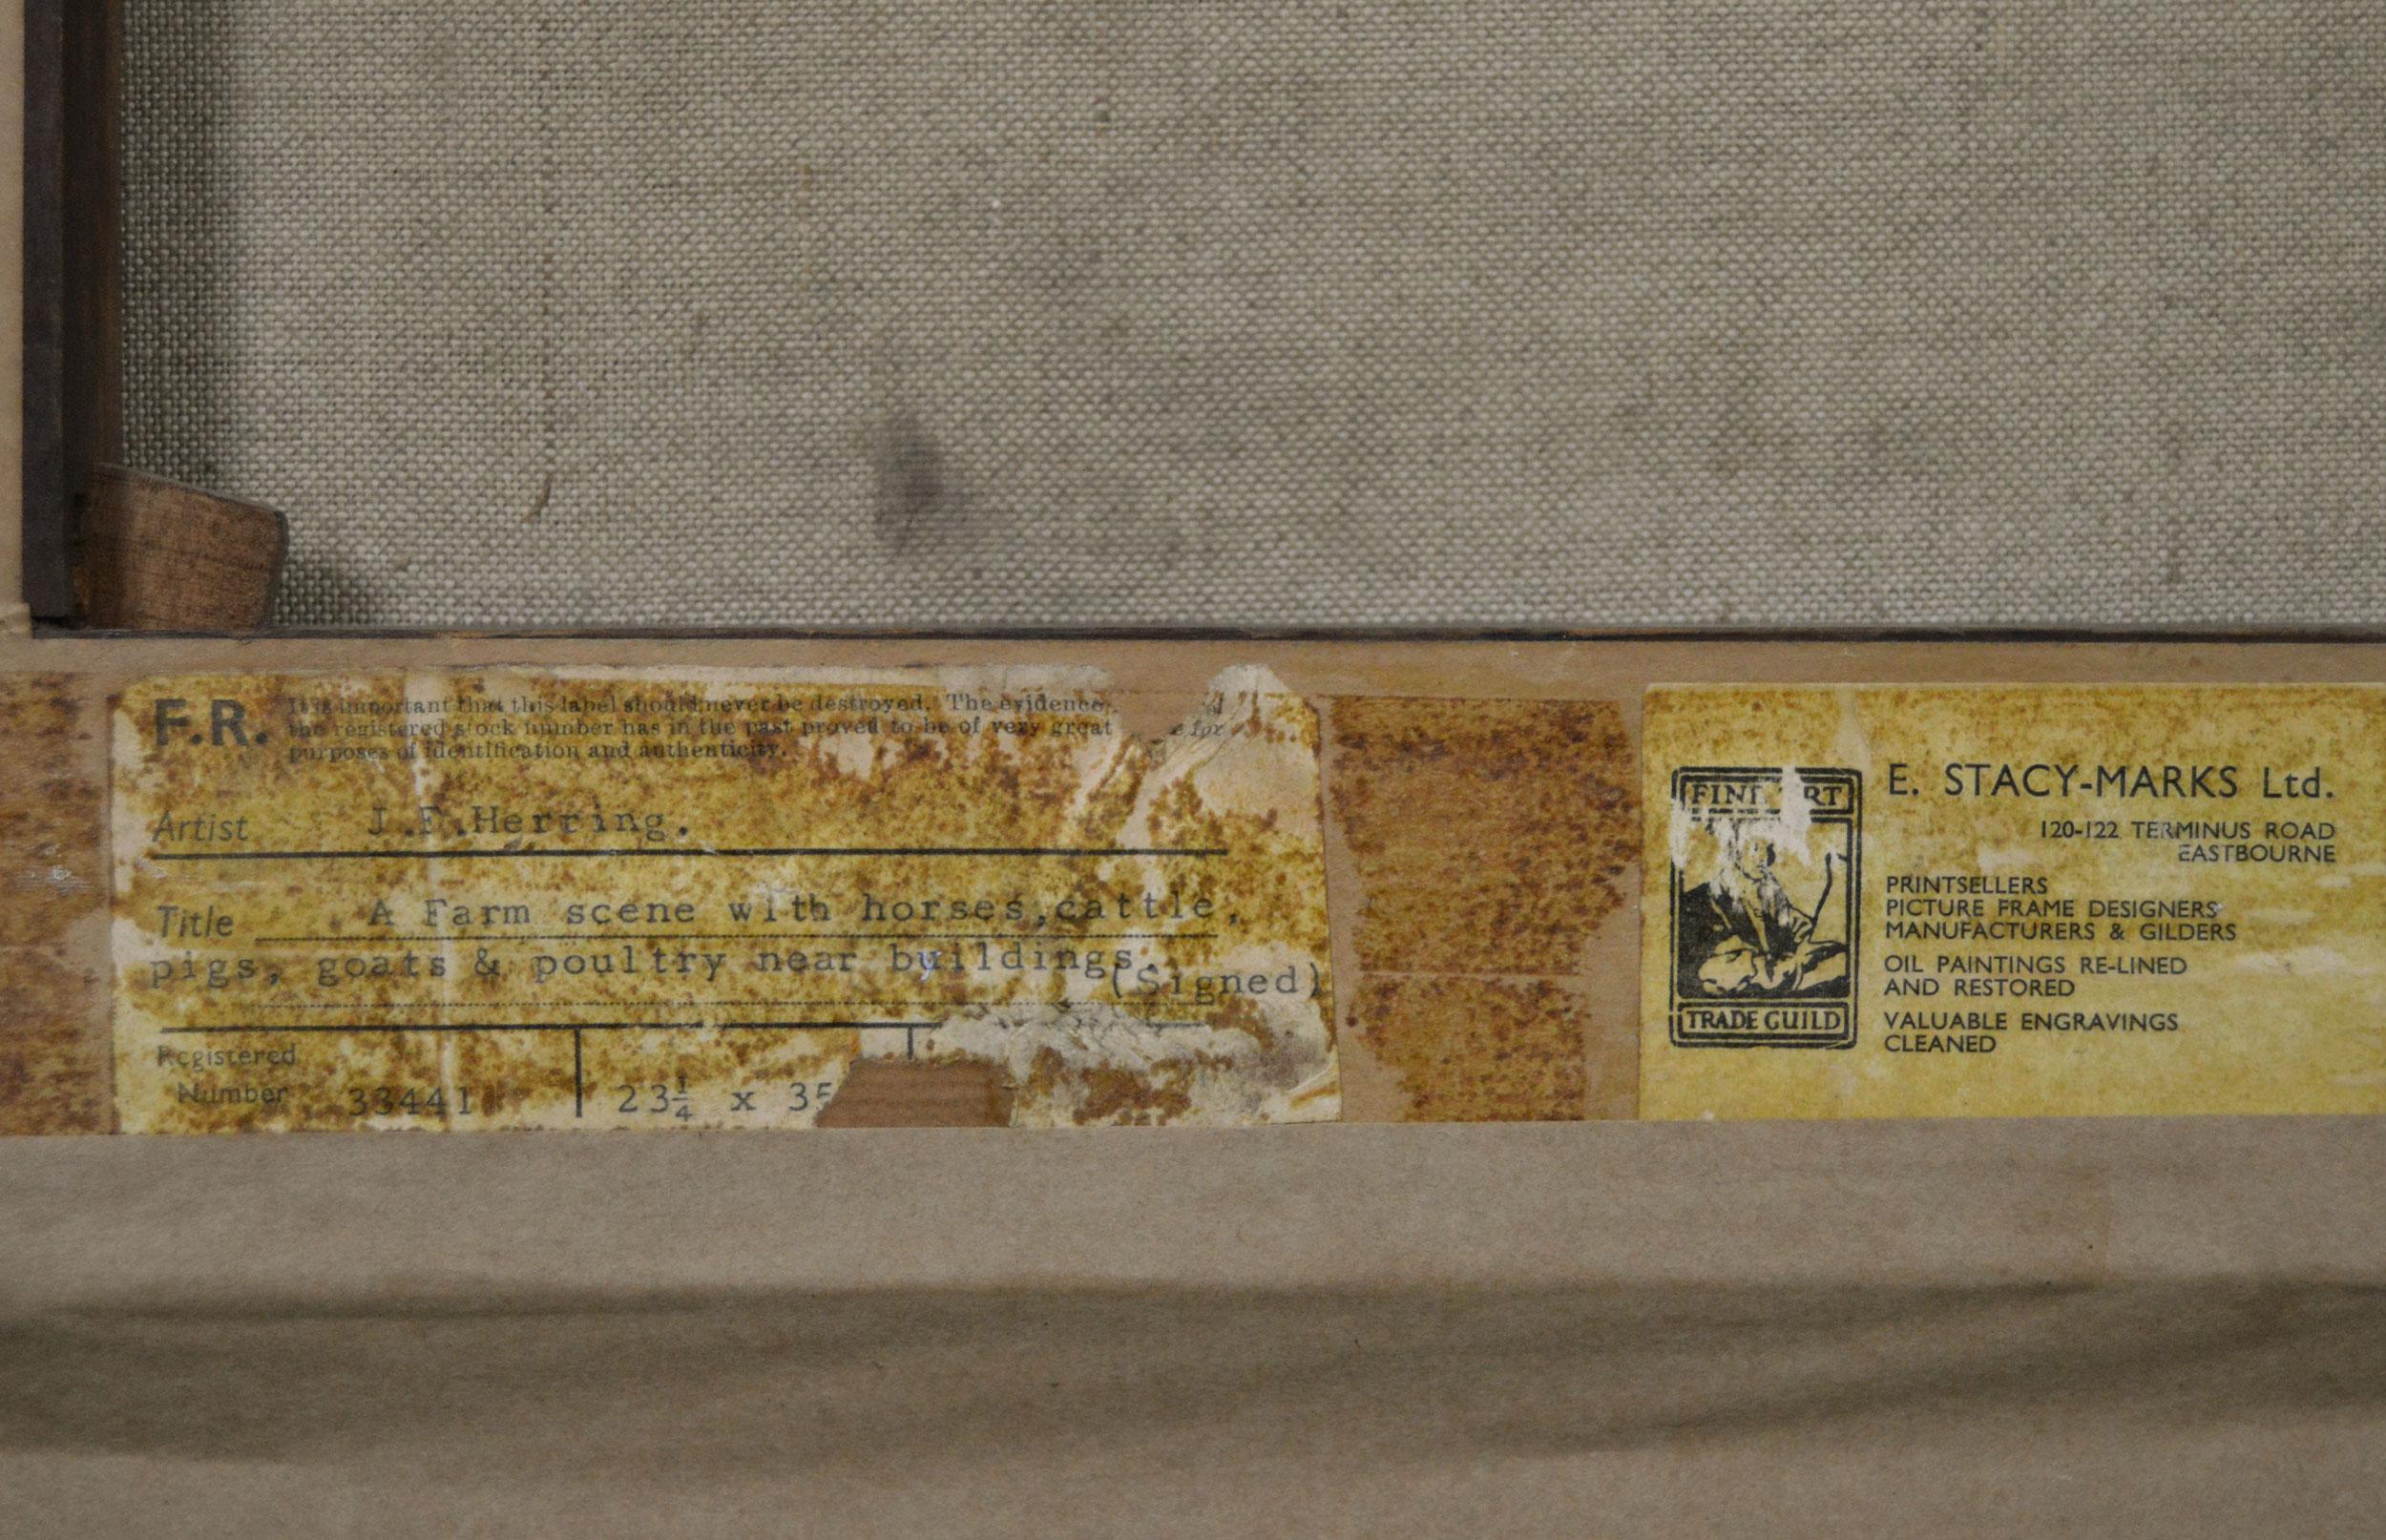 F.R.
It is important that this label should never be destroyed. The evidence
the registered stock number has in the past proved to be of very great
e for
purposes of identification and authenticity.
Artist J.F.Herring.
Title A Farm scene with horses,cattle,
pigs, goats & poultry near buildings.
(Signed)
Registered
Number 33441 23¼ x 35
FINE ART
TRADE GUILD
E. STACY-MARKS Ltd.
120-122 TERMINUS ROAD
EASTBOURNE
PRINTSELLERS
PICTURE FRAME DESIGNERS
MANUFACTURERS & GILDERS
OIL PAINTINGS RE-LINED
AND RESTORED
VALUABLE ENGRAVINGS
CLEANED